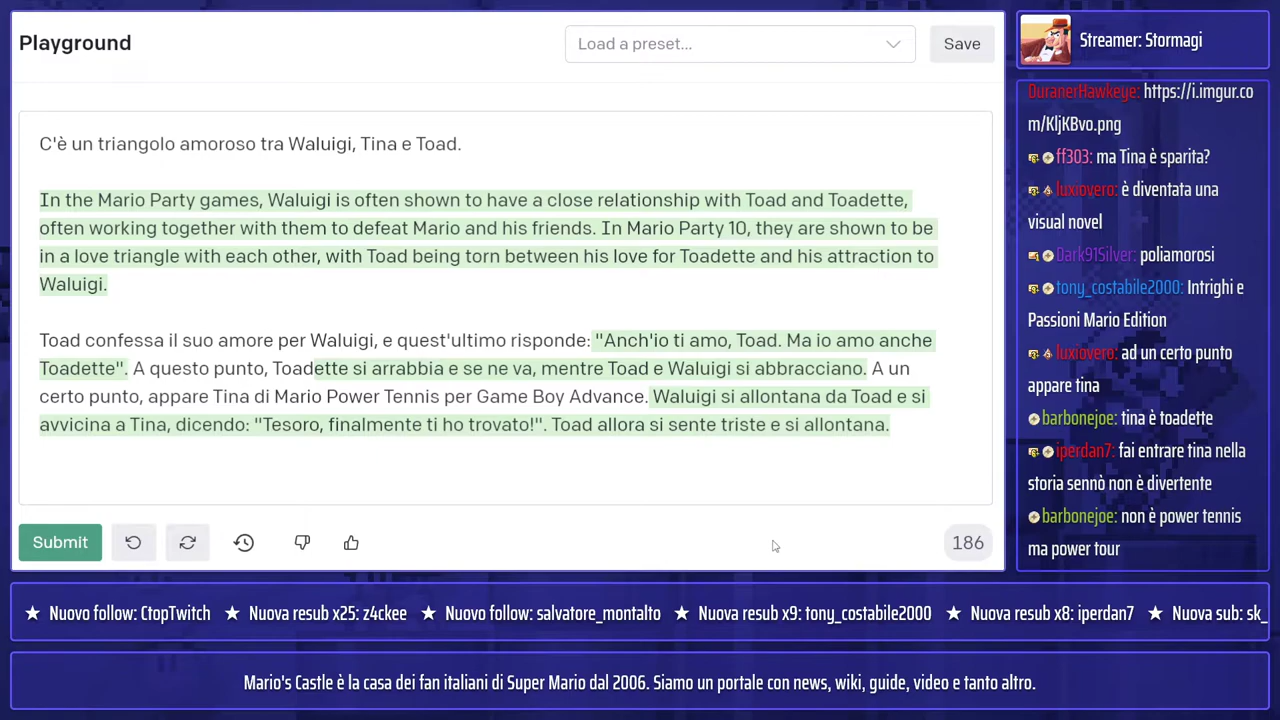 Playground
Load a preset...
Save
C'è un triangolo amoroso tra Waluigi, Tina e Toad.
In the Mario Party games, Waluigi is often shown to have a close relationship with Toad and Toadette,
often working together with them to defeat Mario and his friends. In Mario Party 10, they are shown to be
in a love triangle with each other, with Toad being torn between his love for Toadette and his attraction to
Waluigi.
Toad confessa il suo amore per Waluigi, e quest'ultimo risponde: "Anch'io ti amo, Toad. Ma io amo anche
Toadette". A questo punto, Toadette si arrabbia e se ne va, mentre Toad e Waluigi si abbracciano. A un
certo punto, appare Tina di Mario Power Tennis per Game Boy Advance. Waluigi si allontana da Toad e si
avvicina a Tina, dicendo: "Tesoro, finalmente ti ho trovato!". Toad allora si sente triste e si allontana.
Submit
186
Streamer: Stormagi
DuranerHawkeye: https://i.imgur.co
m/KljKBvo.png
ff303: ma Tina è sparita?
luxiovero: è diventata una
visual novel
Dark91Silver: poliamorosi
tony_costabile2000: Intrighi e
Passioni Mario Edition
luxiovero: ad un certo punto
appare tina
barbonejoe: tina è toadette
iperdan7: fai entrare tina nella
storia sennò non è divertente
barbonejoe: non è power tennis
ma power tour
★ Nuovo follow: CtopTwitch ★ Nuova resub x25: z4ckee ★ Nuovo follow: salvatore_montalto ★ Nuova resub x9: tony_costabile2000 ★ Nuova resub x8: iperdan7 ★ Nuova sub: sk_
Mario's Castle è la casa dei fan italiani di Super Mario dal 2006. Siamo un portale con news, wiki, guide, video e tanto altro.